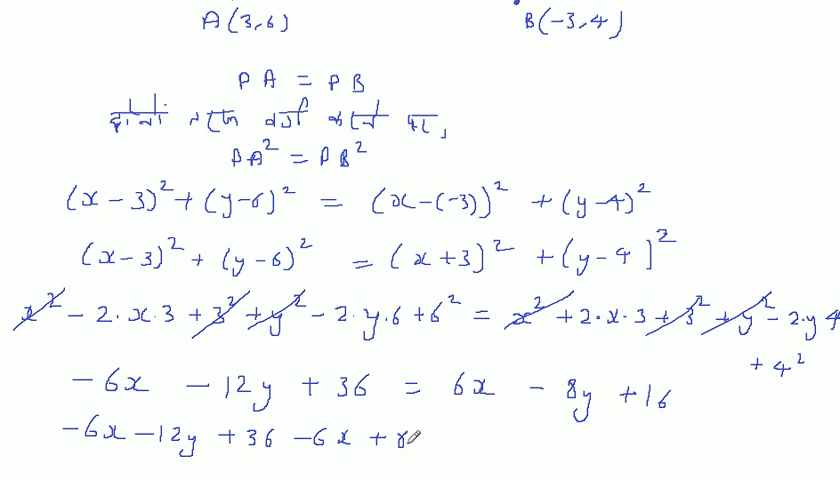 A(3,6) B(-3,4)
PA = PB
वर्ग
PA² = PB²
(x-3)² + (y-6)² = (x-(-3))² + (y-4)²
(x-3)² + (y-6)² = (x+3)² + (y-4)²
x² - 2·x·3 + 3² + y² - 2·y·6 + 6² = x² + 2·x·3 + 3² + y² - 2·y4
+ 4²
-6x - 12y + 36 = 6x - 8y + 16
-6x - 12y + 36 - 6x + 8